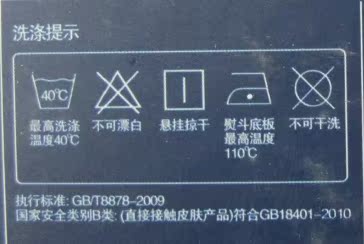 洗涤提示
40℃
最高洗涤 不可漂白 悬挂掠干 熨斗底板 不可干洗
温度40℃ 最高温度
110℃
执行标准: GB/T8878-2009
国家安全类别B类: (直接接触皮肤产品)符合GB18401-2010